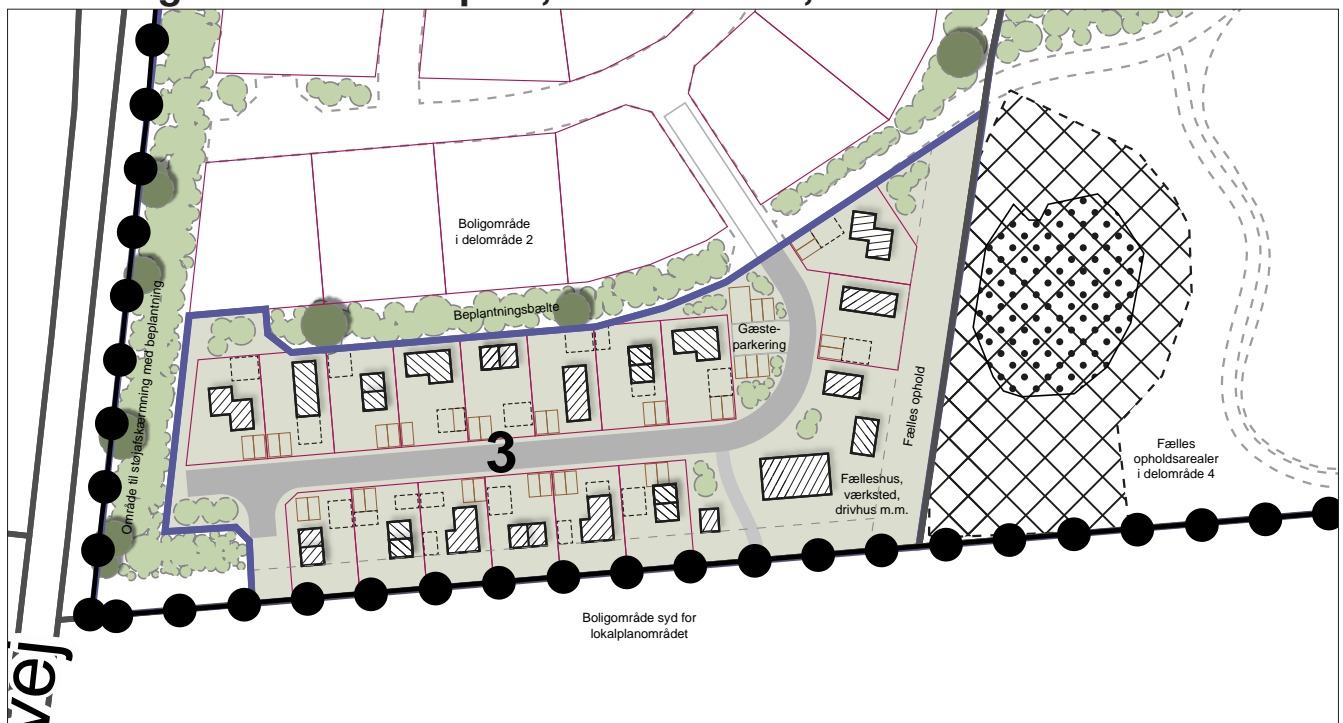 Boligområde
i delområde 2
Beplantningsbælte
Gæste-
parkering
Område til støjafskærmning med beplantning
3
Fælles ophold
Fælleshus,
værksted,
drivhus m.m.
Fælles
opholdsarealer
i delområde 4
Boligområde syd for
lokalplanområdet
vej